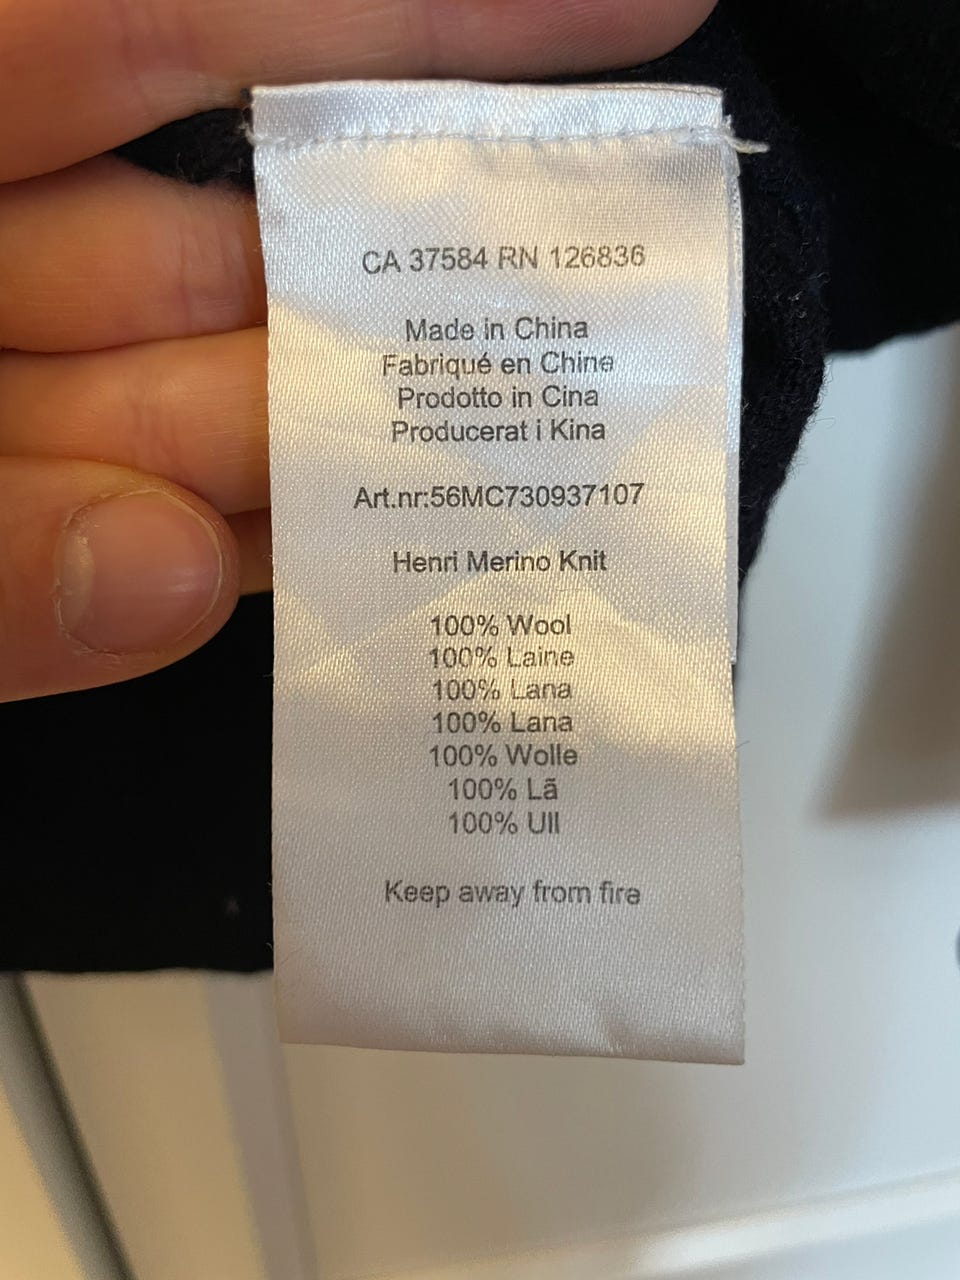 CA 37584 RN 126836
Made in China
Fabriqué en Chine
Prodotto in Cina
Producerat i Kina
Art.nr:56MC730937107
Henri Merino Knit
100% Wool
100% Laine
100% Lana
100% Lana
100% Wolle
100% Lã
100% Ull
Keep away from fire